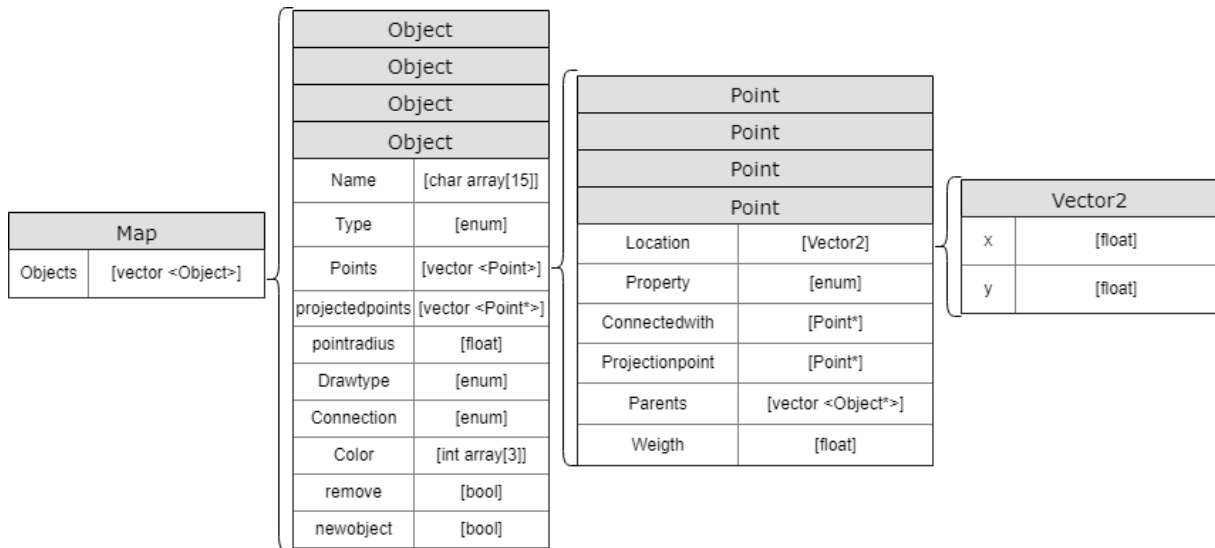 Map
Objects [vector <Object>]
Object
Object
Object
Object
Name [char array[15]]
Type [enum]
Points [vector <Point>]
projectedpoints [vector <Point*>]
pointradius [float]
Drawtype [enum]
Connection [enum]
Color [int array[3]]
remove [bool]
newobject [bool]
Point
Point
Point
Point
Location [Vector2]
Property [enum]
Connectedwith [Point*]
Projectionpoint [Point*]
Parents [vector <Object*>]
Weigth [float]
Vector2
x [float]
y [float]